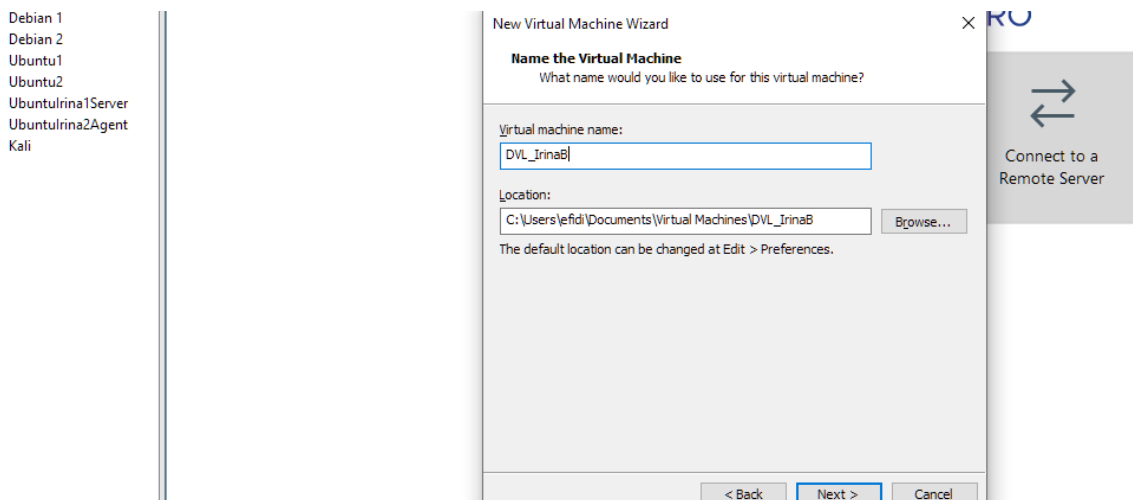 Debian 1
Debian 2
Ubuntu1
Ubuntu2
UbuntuIrina1Server
UbuntuIrina2Agent
Kali
New Virtual Machine Wizard
Name the Virtual Machine
What name would you like to use for this virtual machine?
Virtual machine name:
DVL_IrinaB
Location:
C:\Users\efidi\Documents\Virtual Machines\DVL_IrinaB
Browse...
The default location can be changed at Edit > Preferences.
< Back Next > Cancel
RO
Connect to a
Remote Server